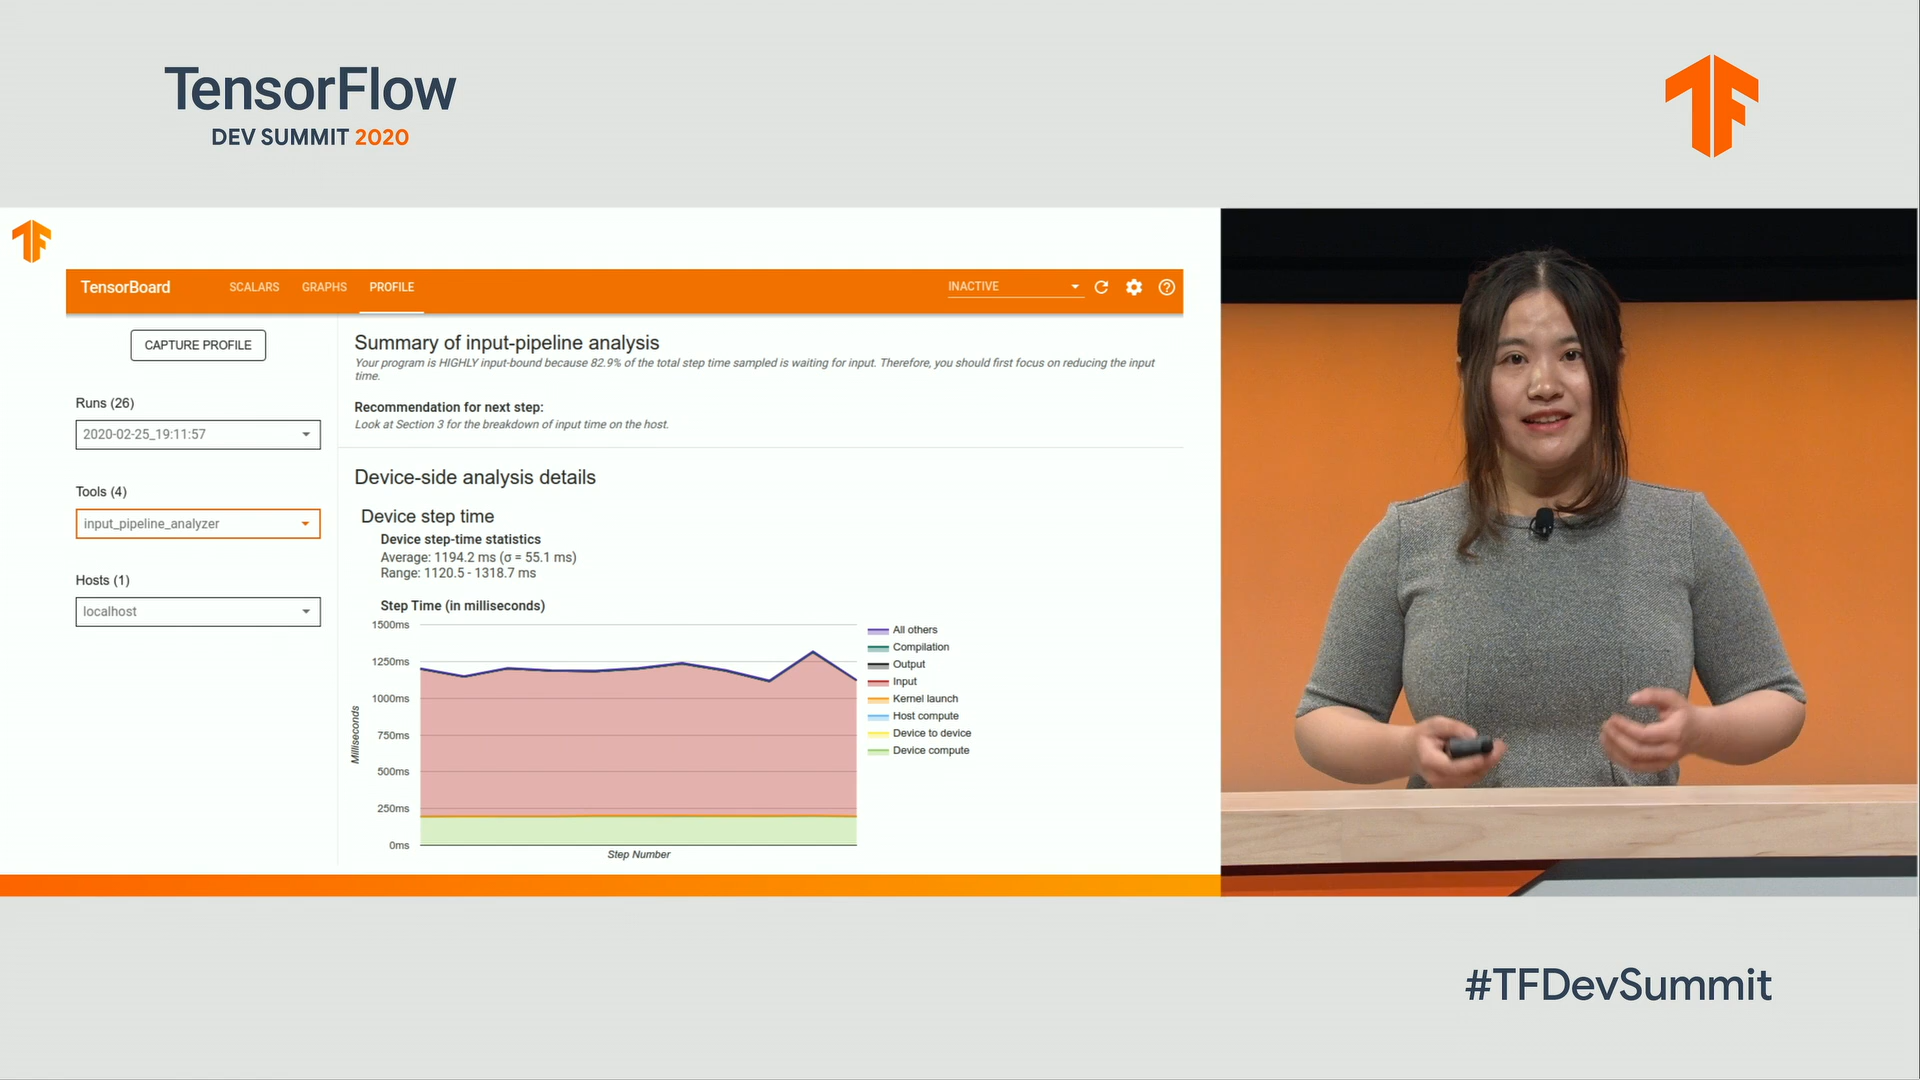 TensorFlow
DEV SUMMIT 2020
TensorBoard
SCALARS
GRAPHS
PROFILE
INACTIVE
CAPTURE PROFILE
Runs (26)
2020-02-25_19:11:57
Tools (4)
input_pipeline_analyzer
Hosts (1)
localhost
Summary of input-pipeline analysis
Your program is HIGHLY input-bound because 82.9% of the total step time sampled is waiting for input. Therefore, you should first focus on reducing the input
time.
Recommendation for next step:
Look at Section 3 for the breakdown of input time on the host.
Device-side analysis details
Device step time
Device step-time statistics
Average: 1194.2 ms (σ = 55.1 ms)
Range: 1120.5 - 1318.7 ms
Step Time (in milliseconds)
1500ms
1250ms
1000ms
750ms
500ms
250ms
0ms
Milliseconds
Step Number
All others
Compilation
Output
Input
Kernel launch
Host compute
Device to device
Device compute
#TFDevSummit